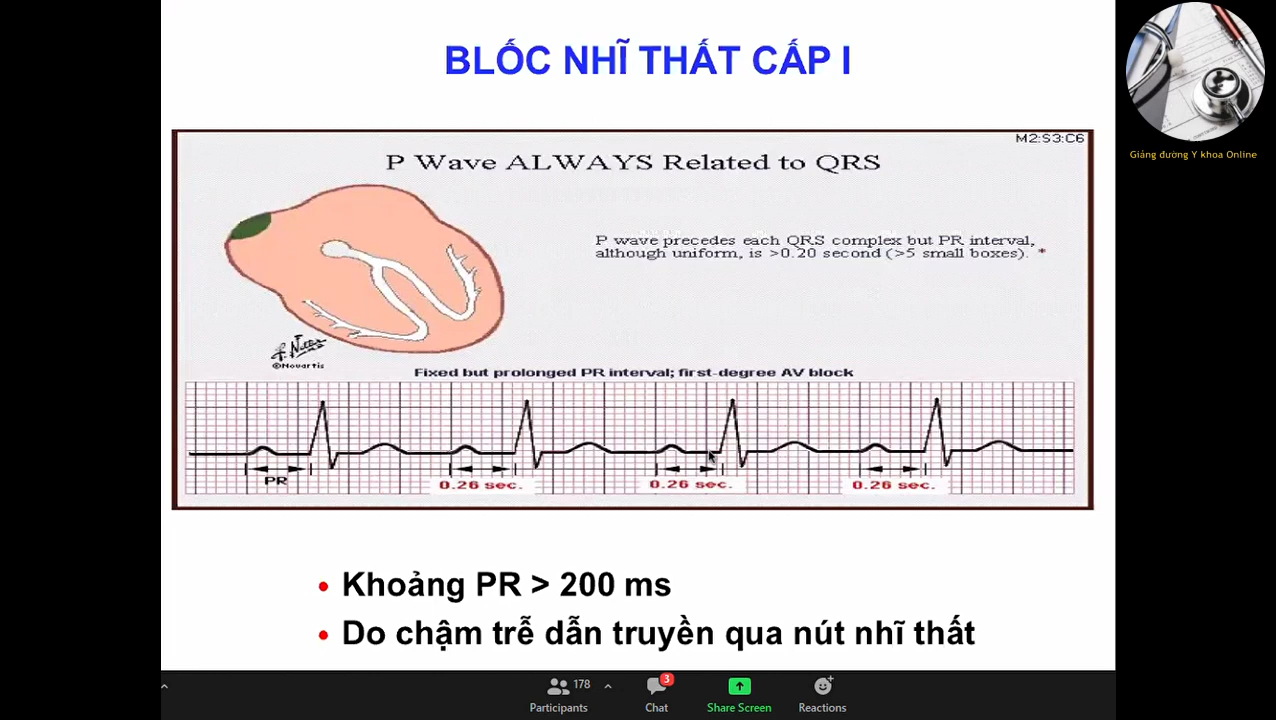 BLỐC NHĨ THẤT CẤP I
M2:S3:C6
P Wave ALWAYS Related to QRS
P wave precedes each QRS complex but PR interval,
although uniform, is >0.20 second (>5 small boxes). *
©Novartis
Fixed but prolonged PR interval; first-degree AV block
PR
0.26 sec.
0.26 sec.
0.26 sec.
• Khoảng PR > 200 ms
• Do chậm trễ dẫn truyền qua nút nhĩ thất
Giảng đường Y khoa Online
178
3
Participants
Chat
Share Screen
Reactions